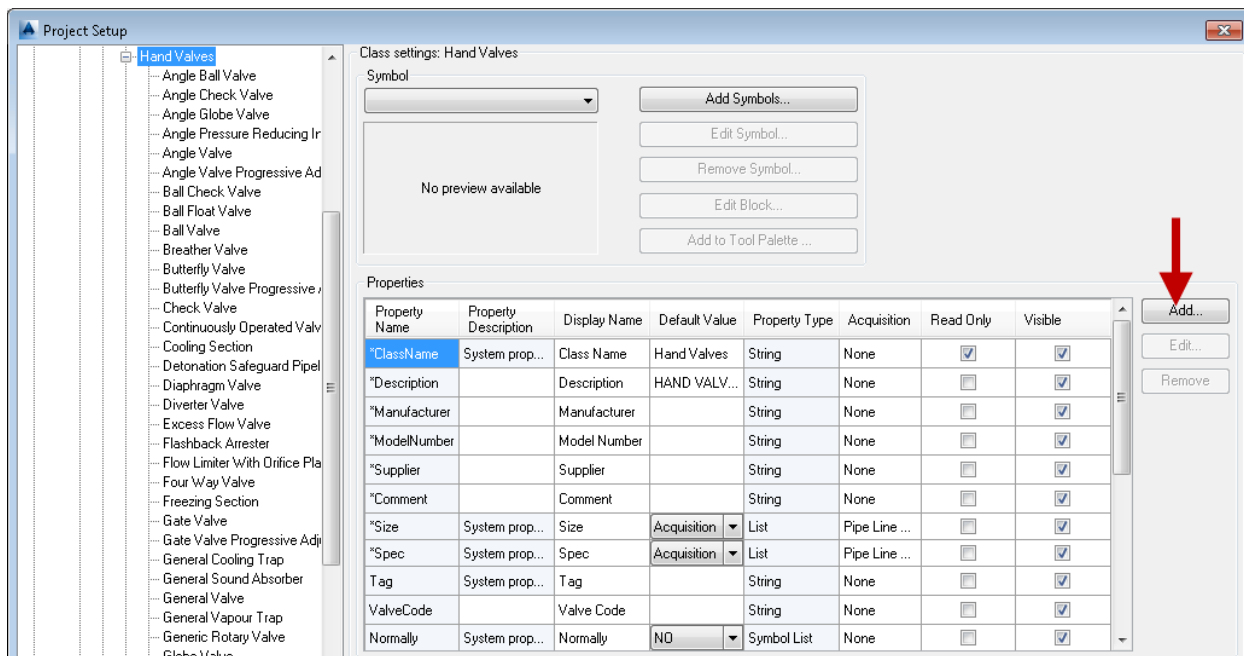 Project Setup
Hand Valves
Angle Ball Valve
Angle Check Valve
Angle Globe Valve
Angle Pressure Reducing Ir
Angle Valve
Angle Valve Progressive Ad
Ball Check Valve
Ball Float Valve
Ball Valve
Breather Valve
Butterfly Valve
Butterfly Valve Progressive
Check Valve
Continuously Operated Valv
Cooling Section
Detonation Safeguard Pipel
Diaphragm Valve
Diverter Valve
Excess Flow Valve
Flashback Arrester
Flow Limiter With Orifice Pla
Four Way Valve
Freezing Section
Gate Valve
Gate Valve Progressive Adj
General Cooling Trap
General Sound Absorber
General Valve
General Vapour Trap
Generic Rotary Valve
Globe Valve
Class settings: Hand Valves
Symbol
No preview available
Add Symbols...
Edit Symbol...
Remove Symbol...
Edit Block...
Add to Tool Palette ...
Properties
Property Name Property Description Display Name Default Value Property Type Acquisition Read Only Visible
*ClassName System prop... Class Name Hand Valves String None
*Description Description HAND VALV... String None
*Manufacturer Manufacturer String None
*ModelNumber Model Number String None
*Supplier Supplier String None
*Comment Comment String None
*Size System prop... Size Acquisition List Pipe Line ...
*Spec System prop... Spec Acquisition List Pipe Line ...
Tag System prop... Tag String None
ValveCode Valve Code String None
Normally System prop... Normally NO Symbol List None
Add...
Edit...
Remove